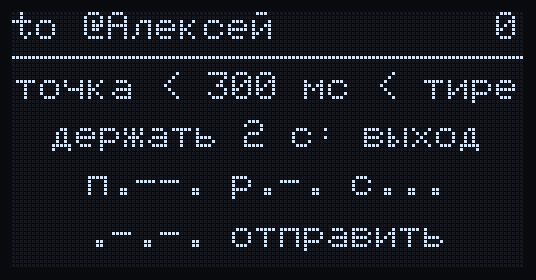 to @Алексей 0
точка < 300 мс < тире
держать 2 с: выход
п.——. р.—. с...
.—.—. отправить